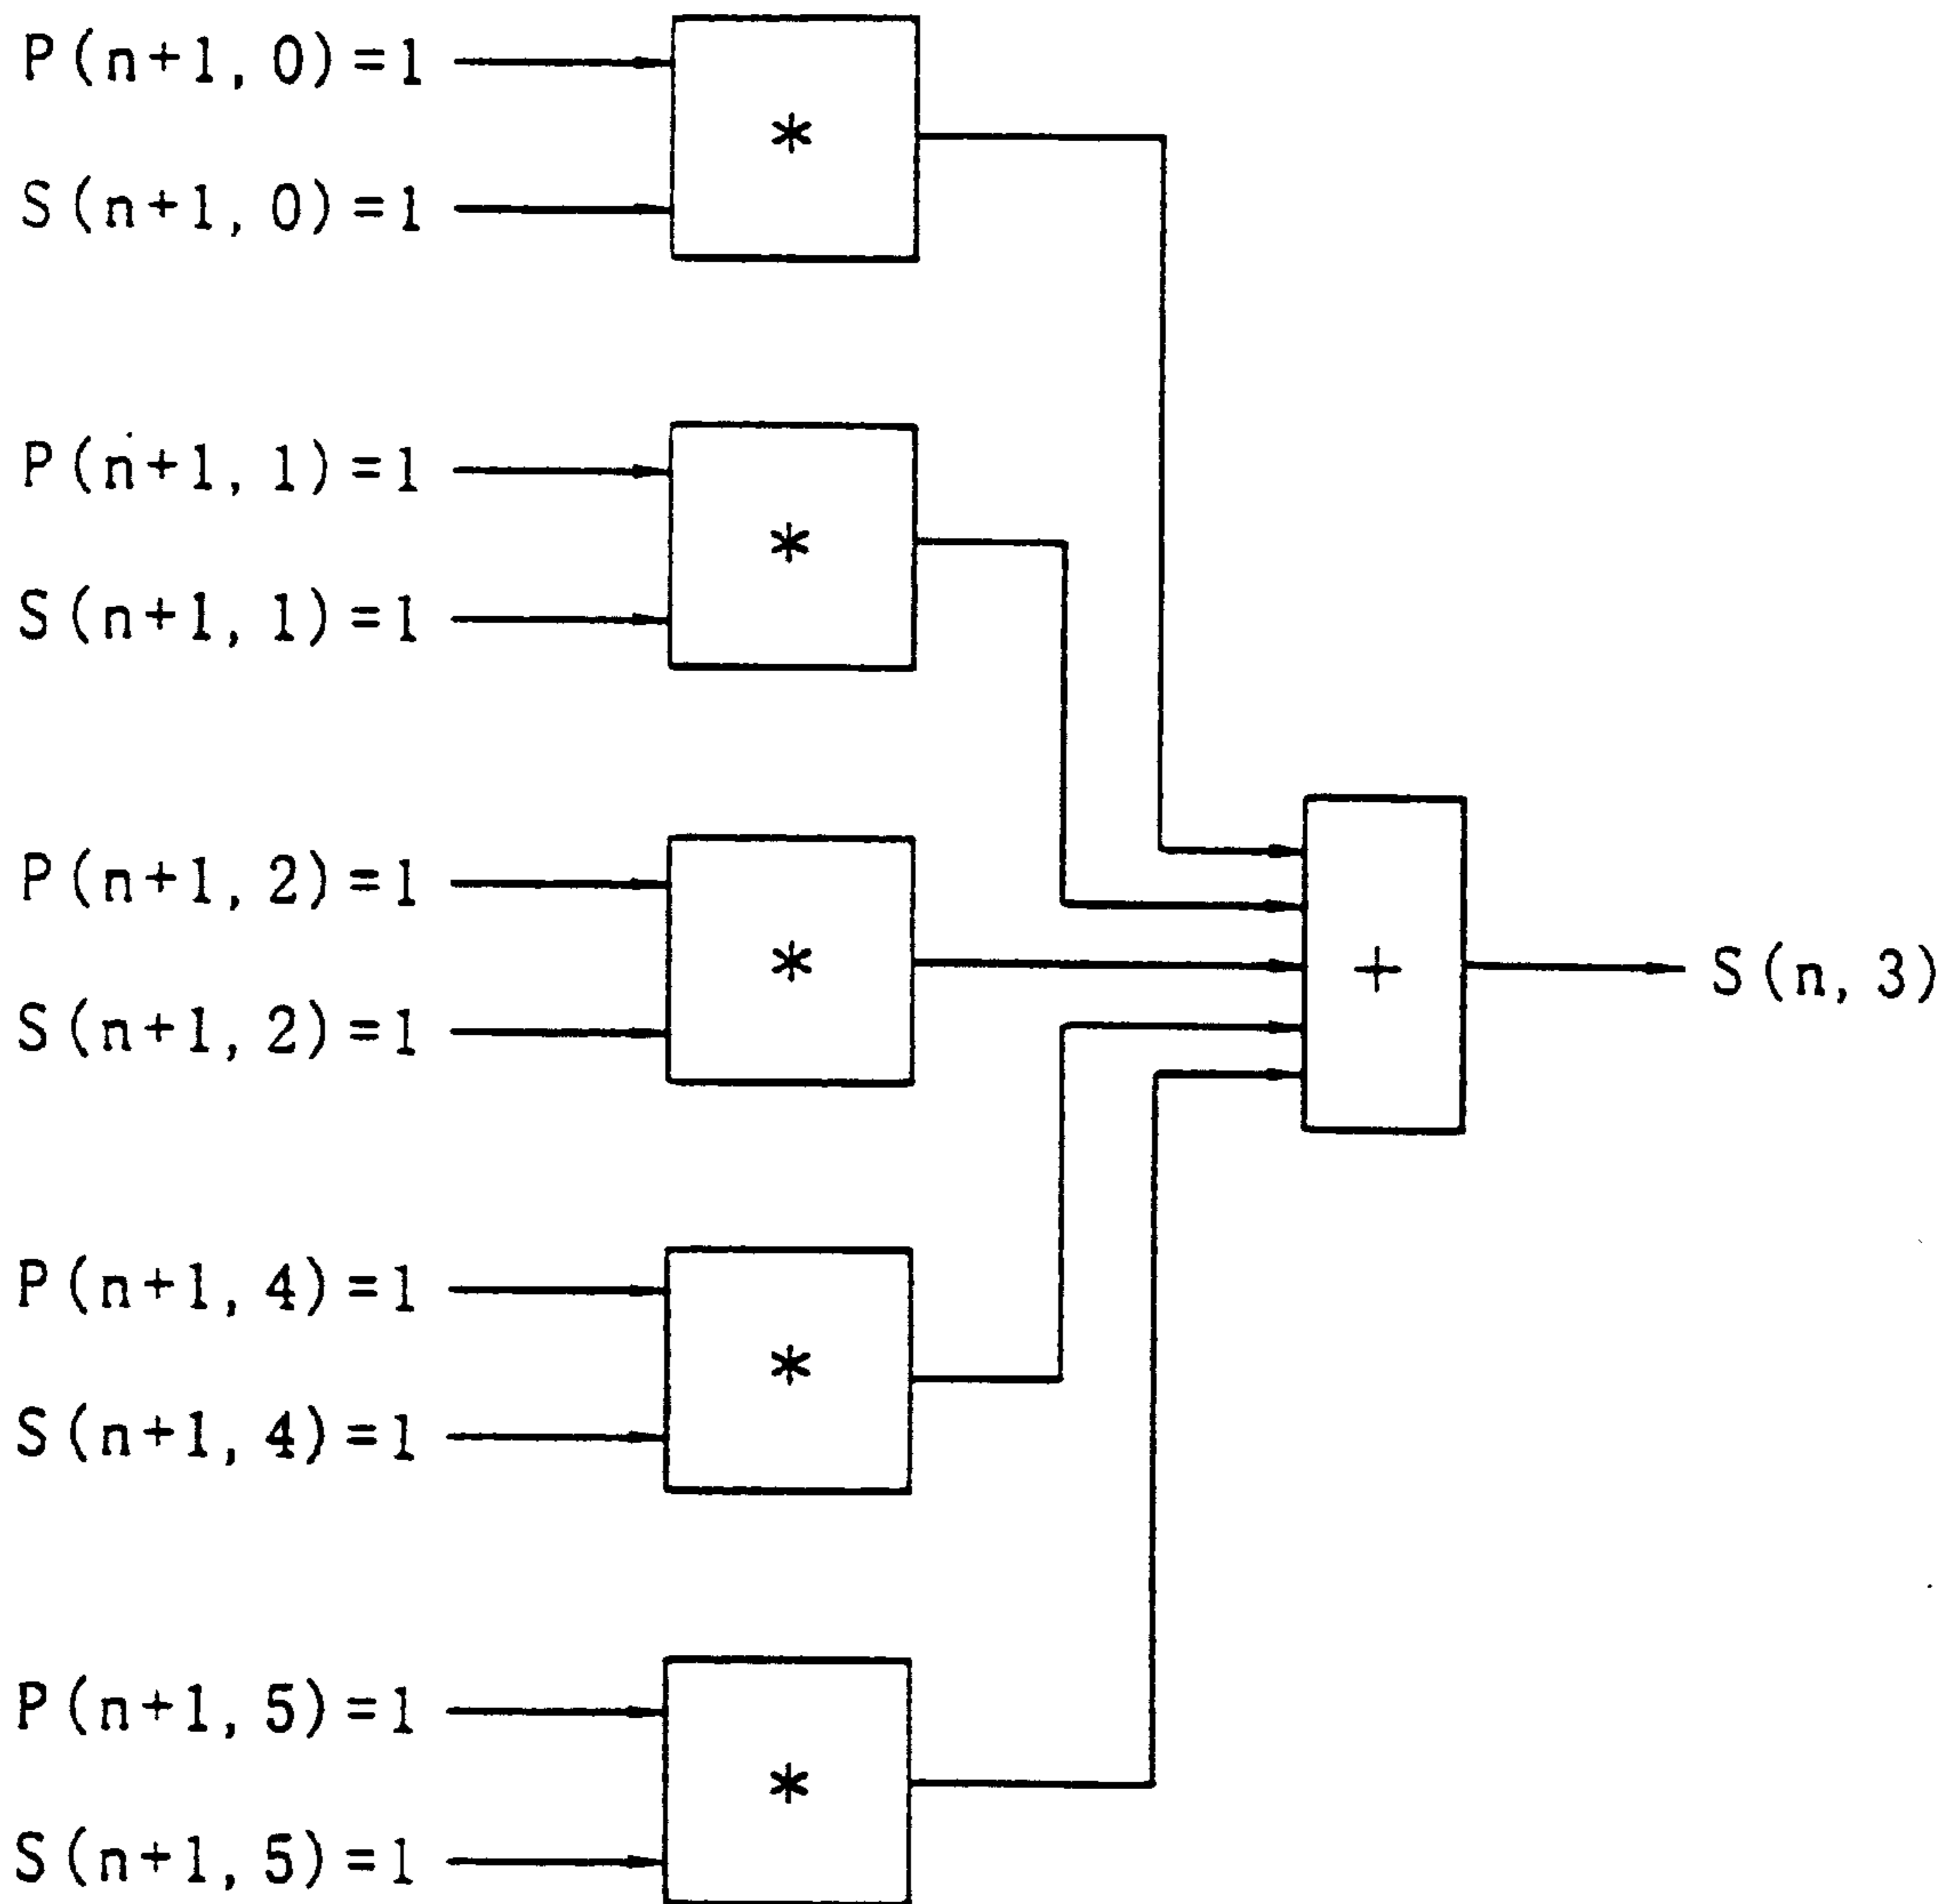 P(n+1, 0)=1
*
S(n+1, 0)=1
P(n+1, 1)=1
*
S(n+1, 1)=1
P(n+1, 2)=1
*
S(n+1, 2)=1
+
S(n, 3)
P(n+1, 4)=1
*
S(n+1, 4)=1
P(n+1, 5)=1
*
S(n+1, 5)=1